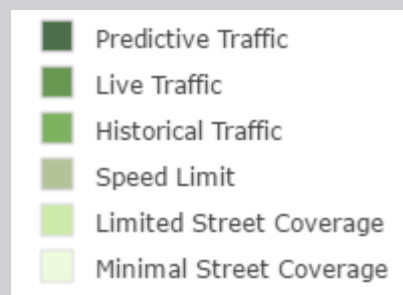 Predictive Traffic
Live Traffic
Historical Traffic
Speed Limit
Limited Street Coverage
Minimal Street Coverage